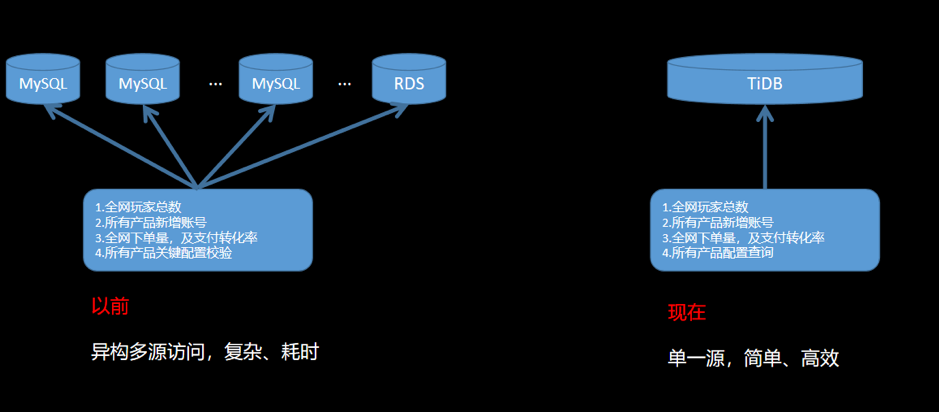 MySQL
MySQL
...
MySQL
...
RDS
1.全网玩家总数
2.所有产品新增账号
3.全网下单量，及支付转化率
4.所有产品关键配置校验
以前
异构多源访问，复杂、耗时
TiDB
1.全网玩家总数
2.所有产品新增账号
3.全网下单量，及支付转化率
4.所有产品配置查询
现在
单一源，简单、高效